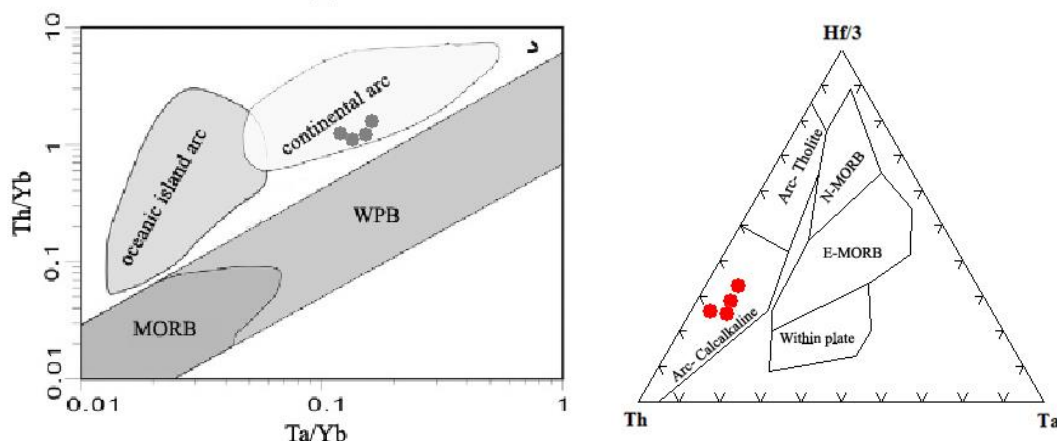 10
1
0.1
0.01
Th/Yb
0.01
0.1
1
Ta/Yb
oceanic island arc
continental arc
WPB
MORB
د
Hf/3
Arc- Tholite
N-MORB
E-MORB
Within plate
Arc- Calcalkaline
Th
Ta